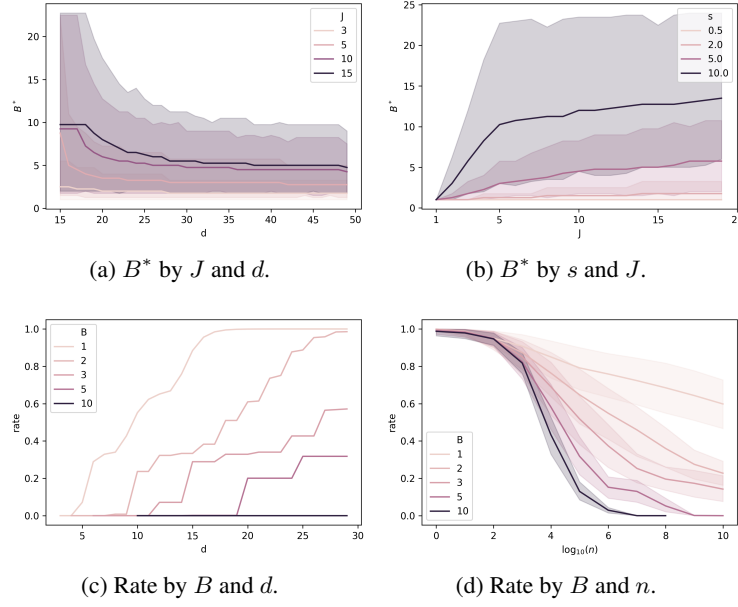 J
3
5
10
15
20
15
10
5
0
B*
15 20 25 30 35 40 45 50
d
(a) B* by J and d.
s
0.5
2.0
5.0
10.0
25
20
15
10
5
0
B*
1 5 10 15 2
J
(b) B* by s and J.
B
1
2
3
5
10
1.0
0.8
0.6
0.4
0.2
0.0
rate
5 10 15 20 25 30
d
(c) Rate by B and d.
1.0
0.8
0.6
0.4
0.2
0.0
rate
B
1
2
3
5
10
0 2 4 6 8 10
log10(n)
(d) Rate by B and n.